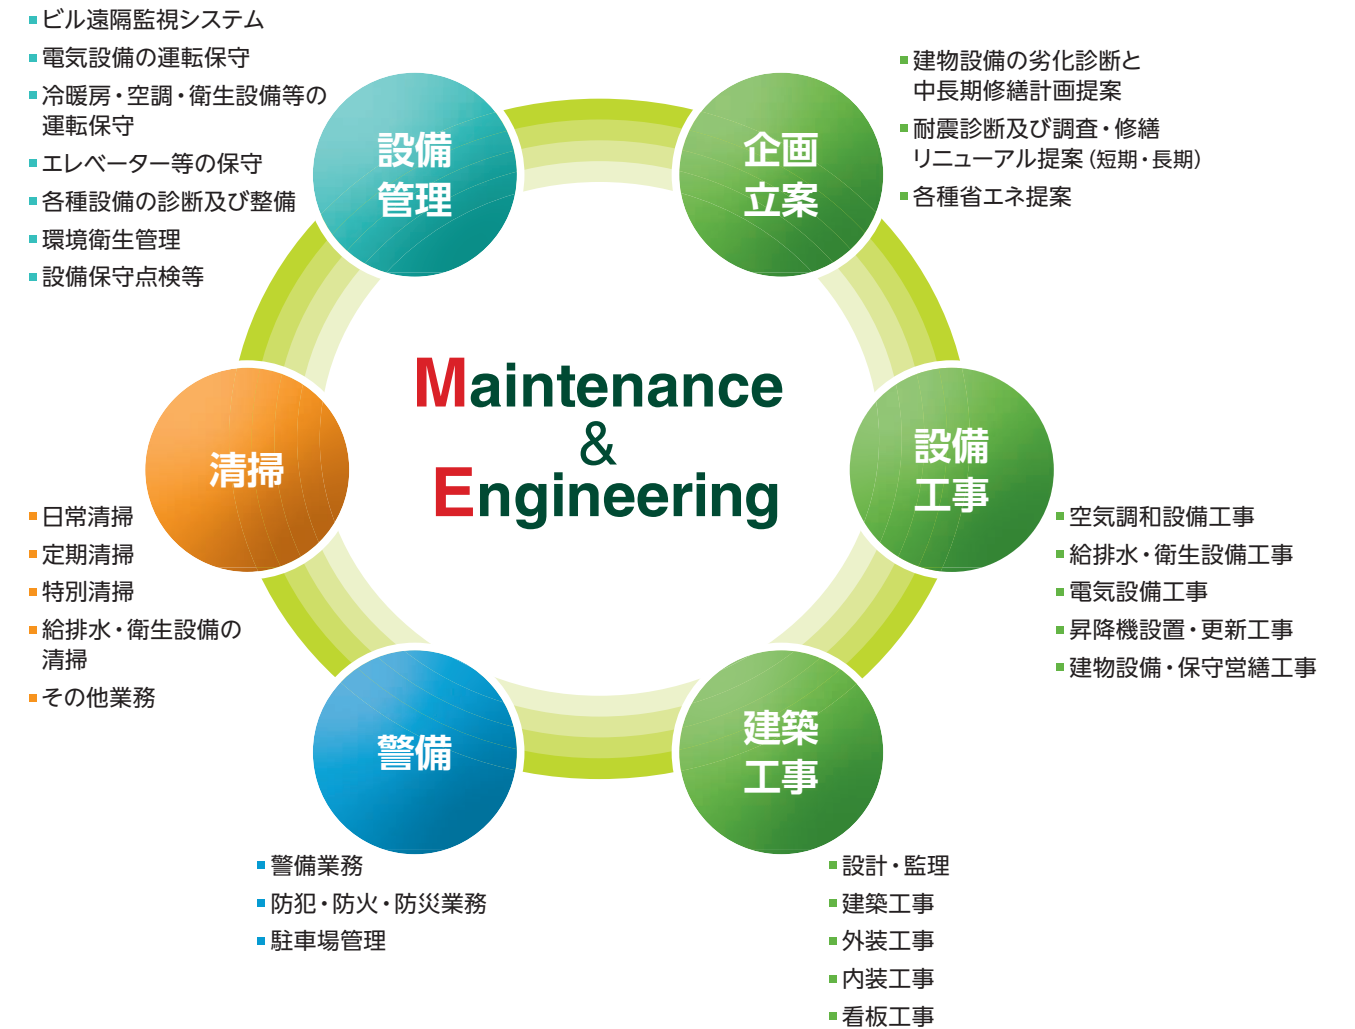 ビル遠隔監視システム
電気設備の運転保守
冷暖房・空調・衛生設備等の
運転保守
エレベーター等の保守
各種設備の診断及び整備
環境衛生管理
設備保守点検等
設備
管理
企画
立案
建物設備の劣化診断と
中長期修繕計画提案
耐震診断及び調査・修繕
リニューアル提案（短期・長期）
各種省エネ提案
Maintenance
&
Engineering
清掃
日常清掃
定期清掃
特別清掃
給排水・衛生設備の
清掃
その他業務
設備
工事
空気調和設備工事
給排水・衛生設備工事
電気設備工事
昇降機設置・更新工事
建物設備・保守営繕工事
警備
警備業務
防犯・防火・防災業務
駐車場管理
建築
工事
設計・監理
建築工事
外装工事
内装工事
看板工事